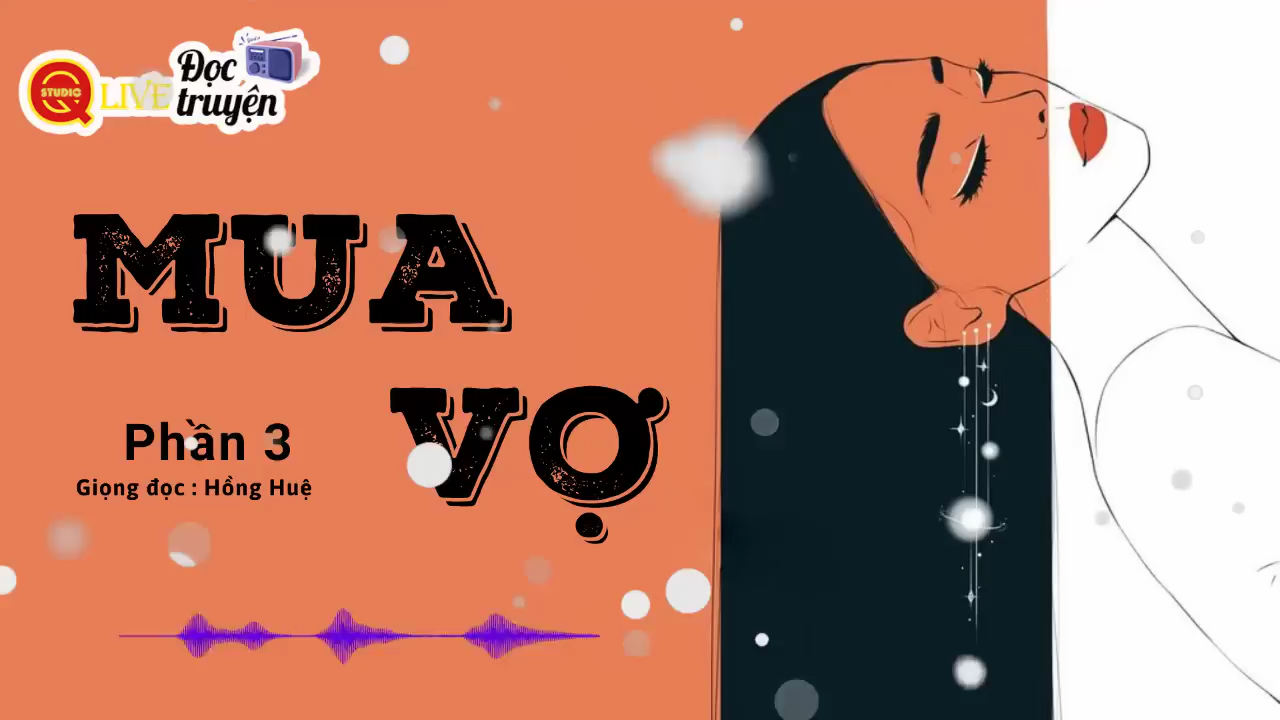 STUDIO
LIVE
Đọc
truyện
MUA
VỢ
Phần 3
Giọng đọc : Hồng Huệ